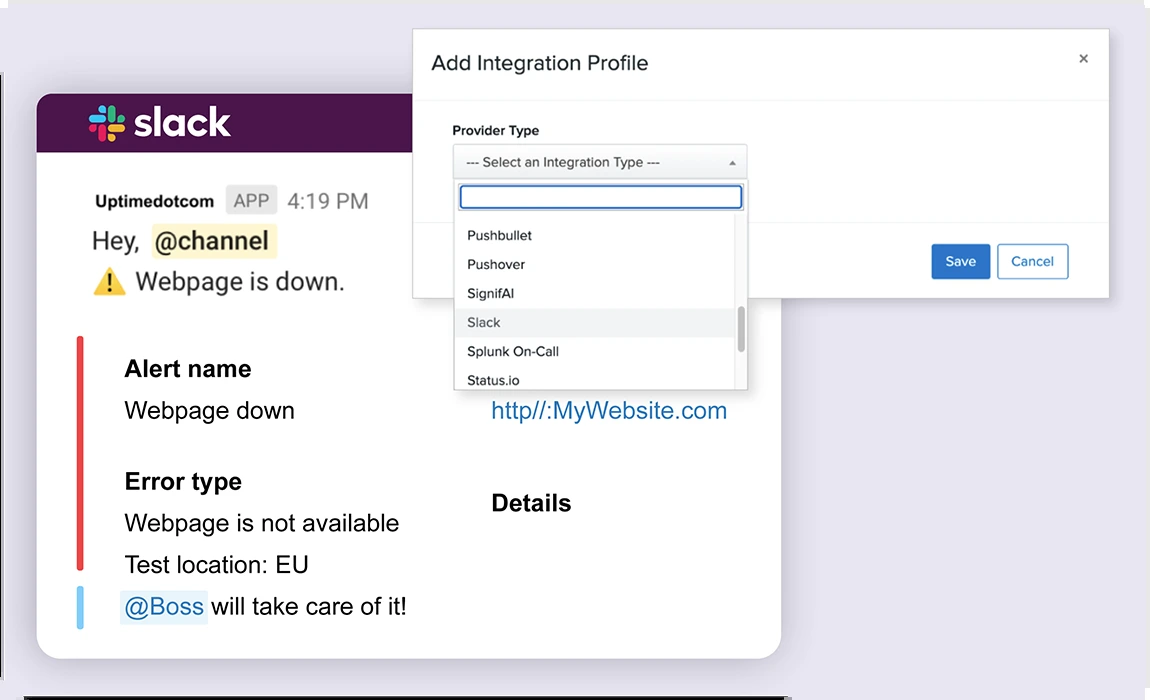 Add Integration Profile ×
Provider Type
--- Select an Integration Type ---
Pushbullet
Pushover
SignifAI
Slack
Splunk On-Call
Status.io
Save Cancel
slack
Uptimedotcom APP 4:19 PM
Hey, @channel
Webpage is down.
Alert name
Webpage down
http//:MyWebsite.com
Error type
Webpage is not available
Details
Test location: EU
@Boss will take care of it!